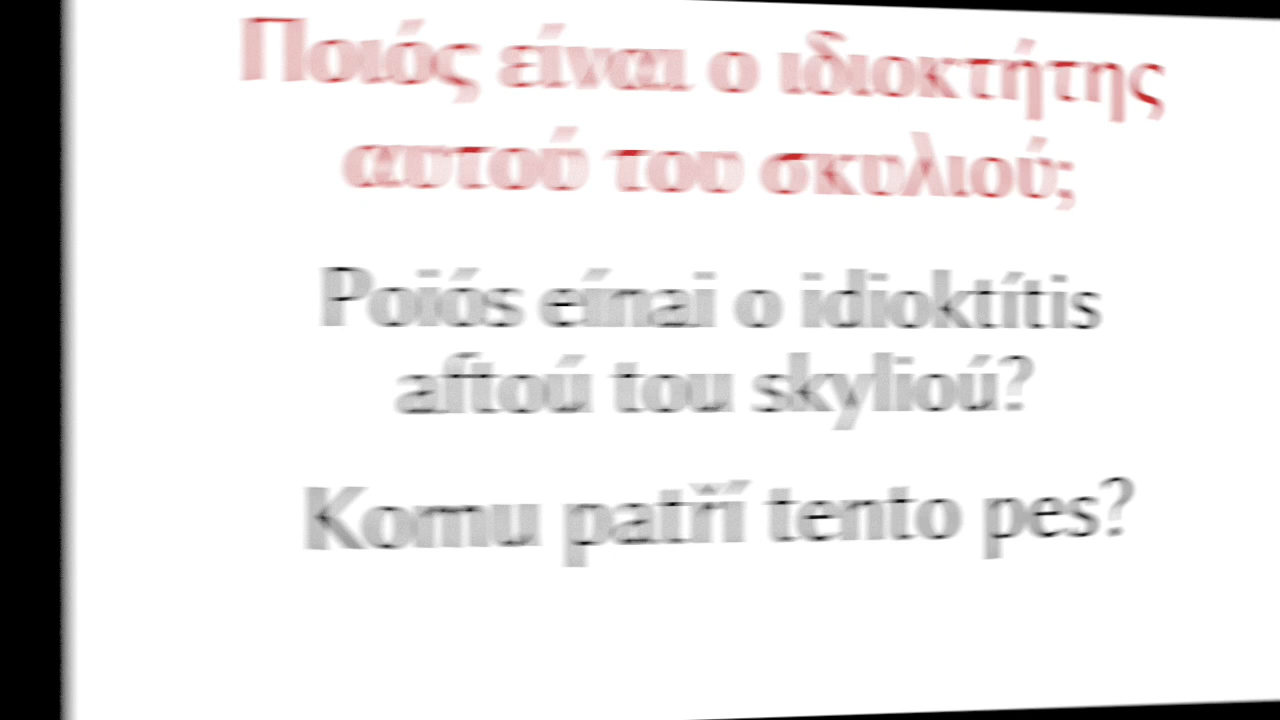 Ποιός είναι ο ιδιοκτήτης
αυτού του σκυλιού;
Poiós eínai o idioktítis
aftoú tou skylioú?
Komu patří tento pes?